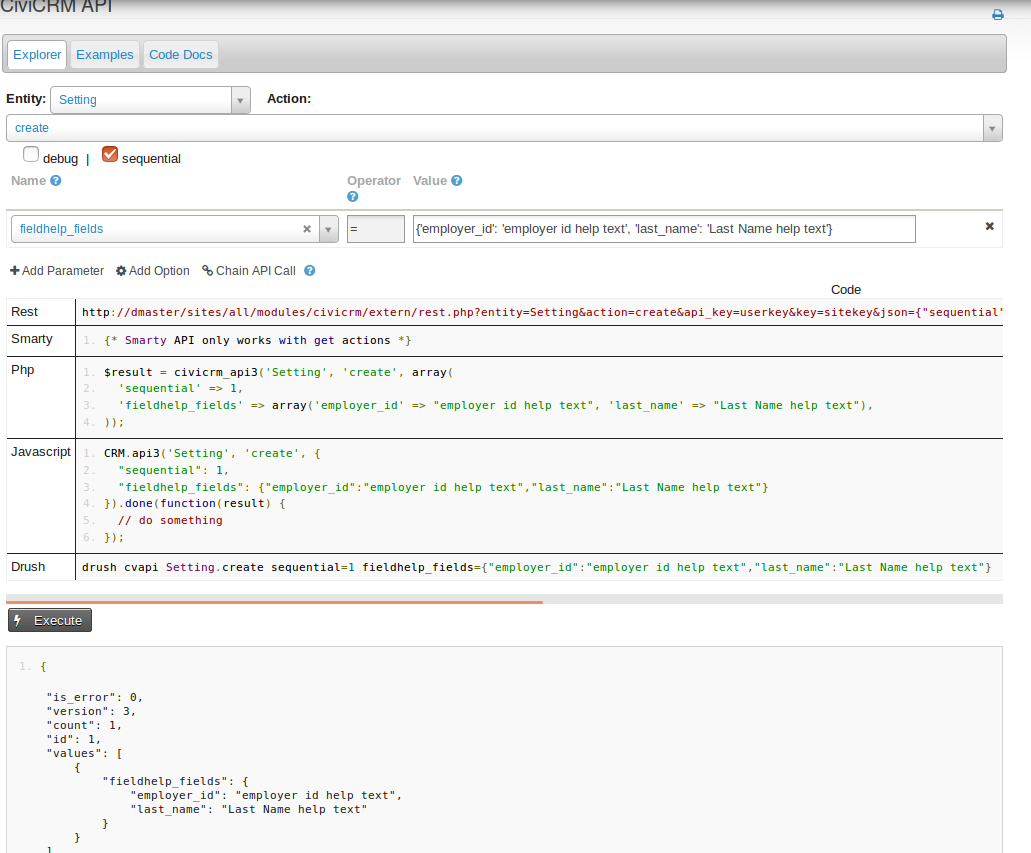 CiviCRM API
Explorer Examples Code Docs
Entity: Setting Action:
create
debug | sequential
Name Operator Value
fieldhelp_fields = {'employer_id': 'employer id help text', 'last_name': 'Last Name help text'}
Add Parameter Add Option Chain API Call
Code
Rest http://dmaster/sites/all/modules/civicrm/extern/rest.php?entity=Setting&action=create&api_key=userkey&key=sitekey&json={"sequential"
Smarty 1. {* Smarty API only works with get actions *}
Php 1. $result = civicrm_api3('Setting', 'create', array(
2. 'sequential' => 1,
3. 'fieldhelp_fields' => array('employer_id' => "employer id help text", 'last_name' => "Last Name help text"),
4. ));
Javascript 1. CRM.api3('Setting', 'create', {
2. "sequential": 1,
3. "fieldhelp_fields": {"employer_id":"employer id help text","last_name":"Last Name help text"}
4. }).done(function(result) {
5. // do something
6. });
Drush drush cvapi Setting.create sequential=1 fieldhelp_fields={"employer_id":"employer id help text","last_name":"Last Name help text"}
Execute
1. {
"is_error": 0,
"version": 3,
"count": 1,
"id": 1,
"values": [
{
"fieldhelp_fields": {
"employer_id": "employer id help text",
"last_name": "Last Name help text"
}
}
]